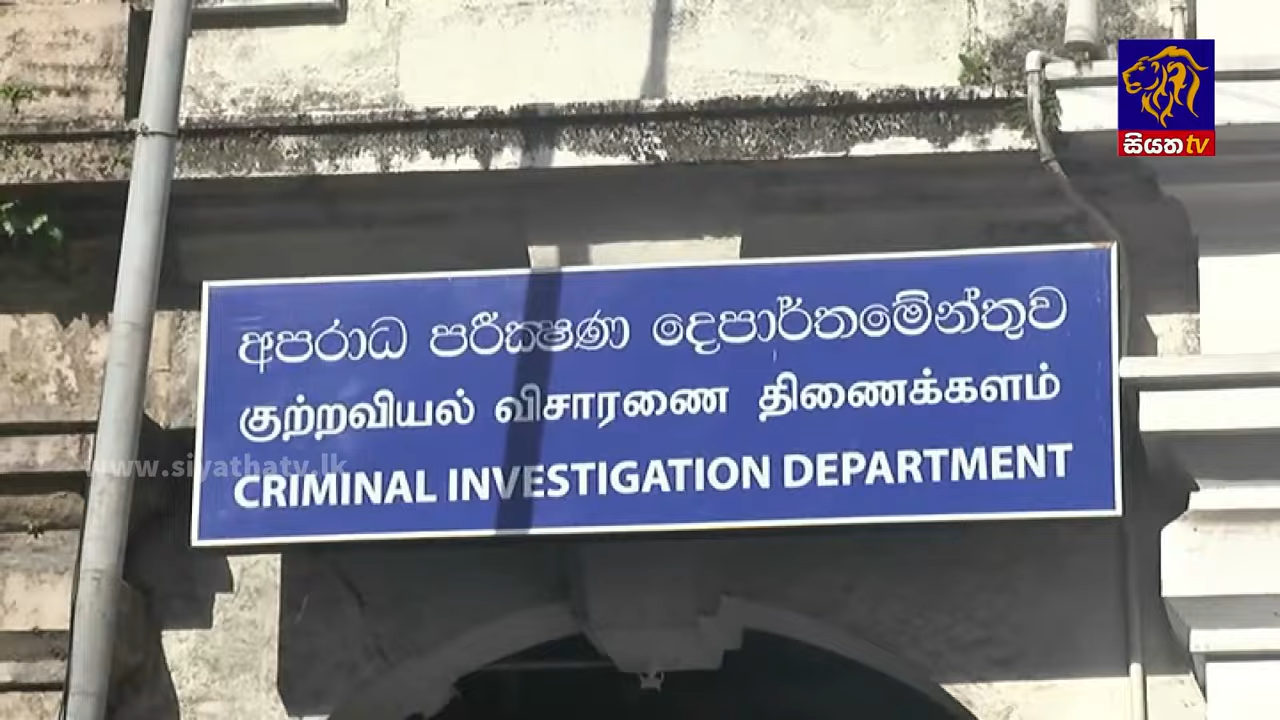 සියත tv
අපරාධ පරීක්ෂණ දෙපාර්තමේන්තුව
குற்றவியல் விசாரணை திணைக்களம்
www.siyathatv.lk
CRIMINAL INVESTIGATION DEPARTMENT